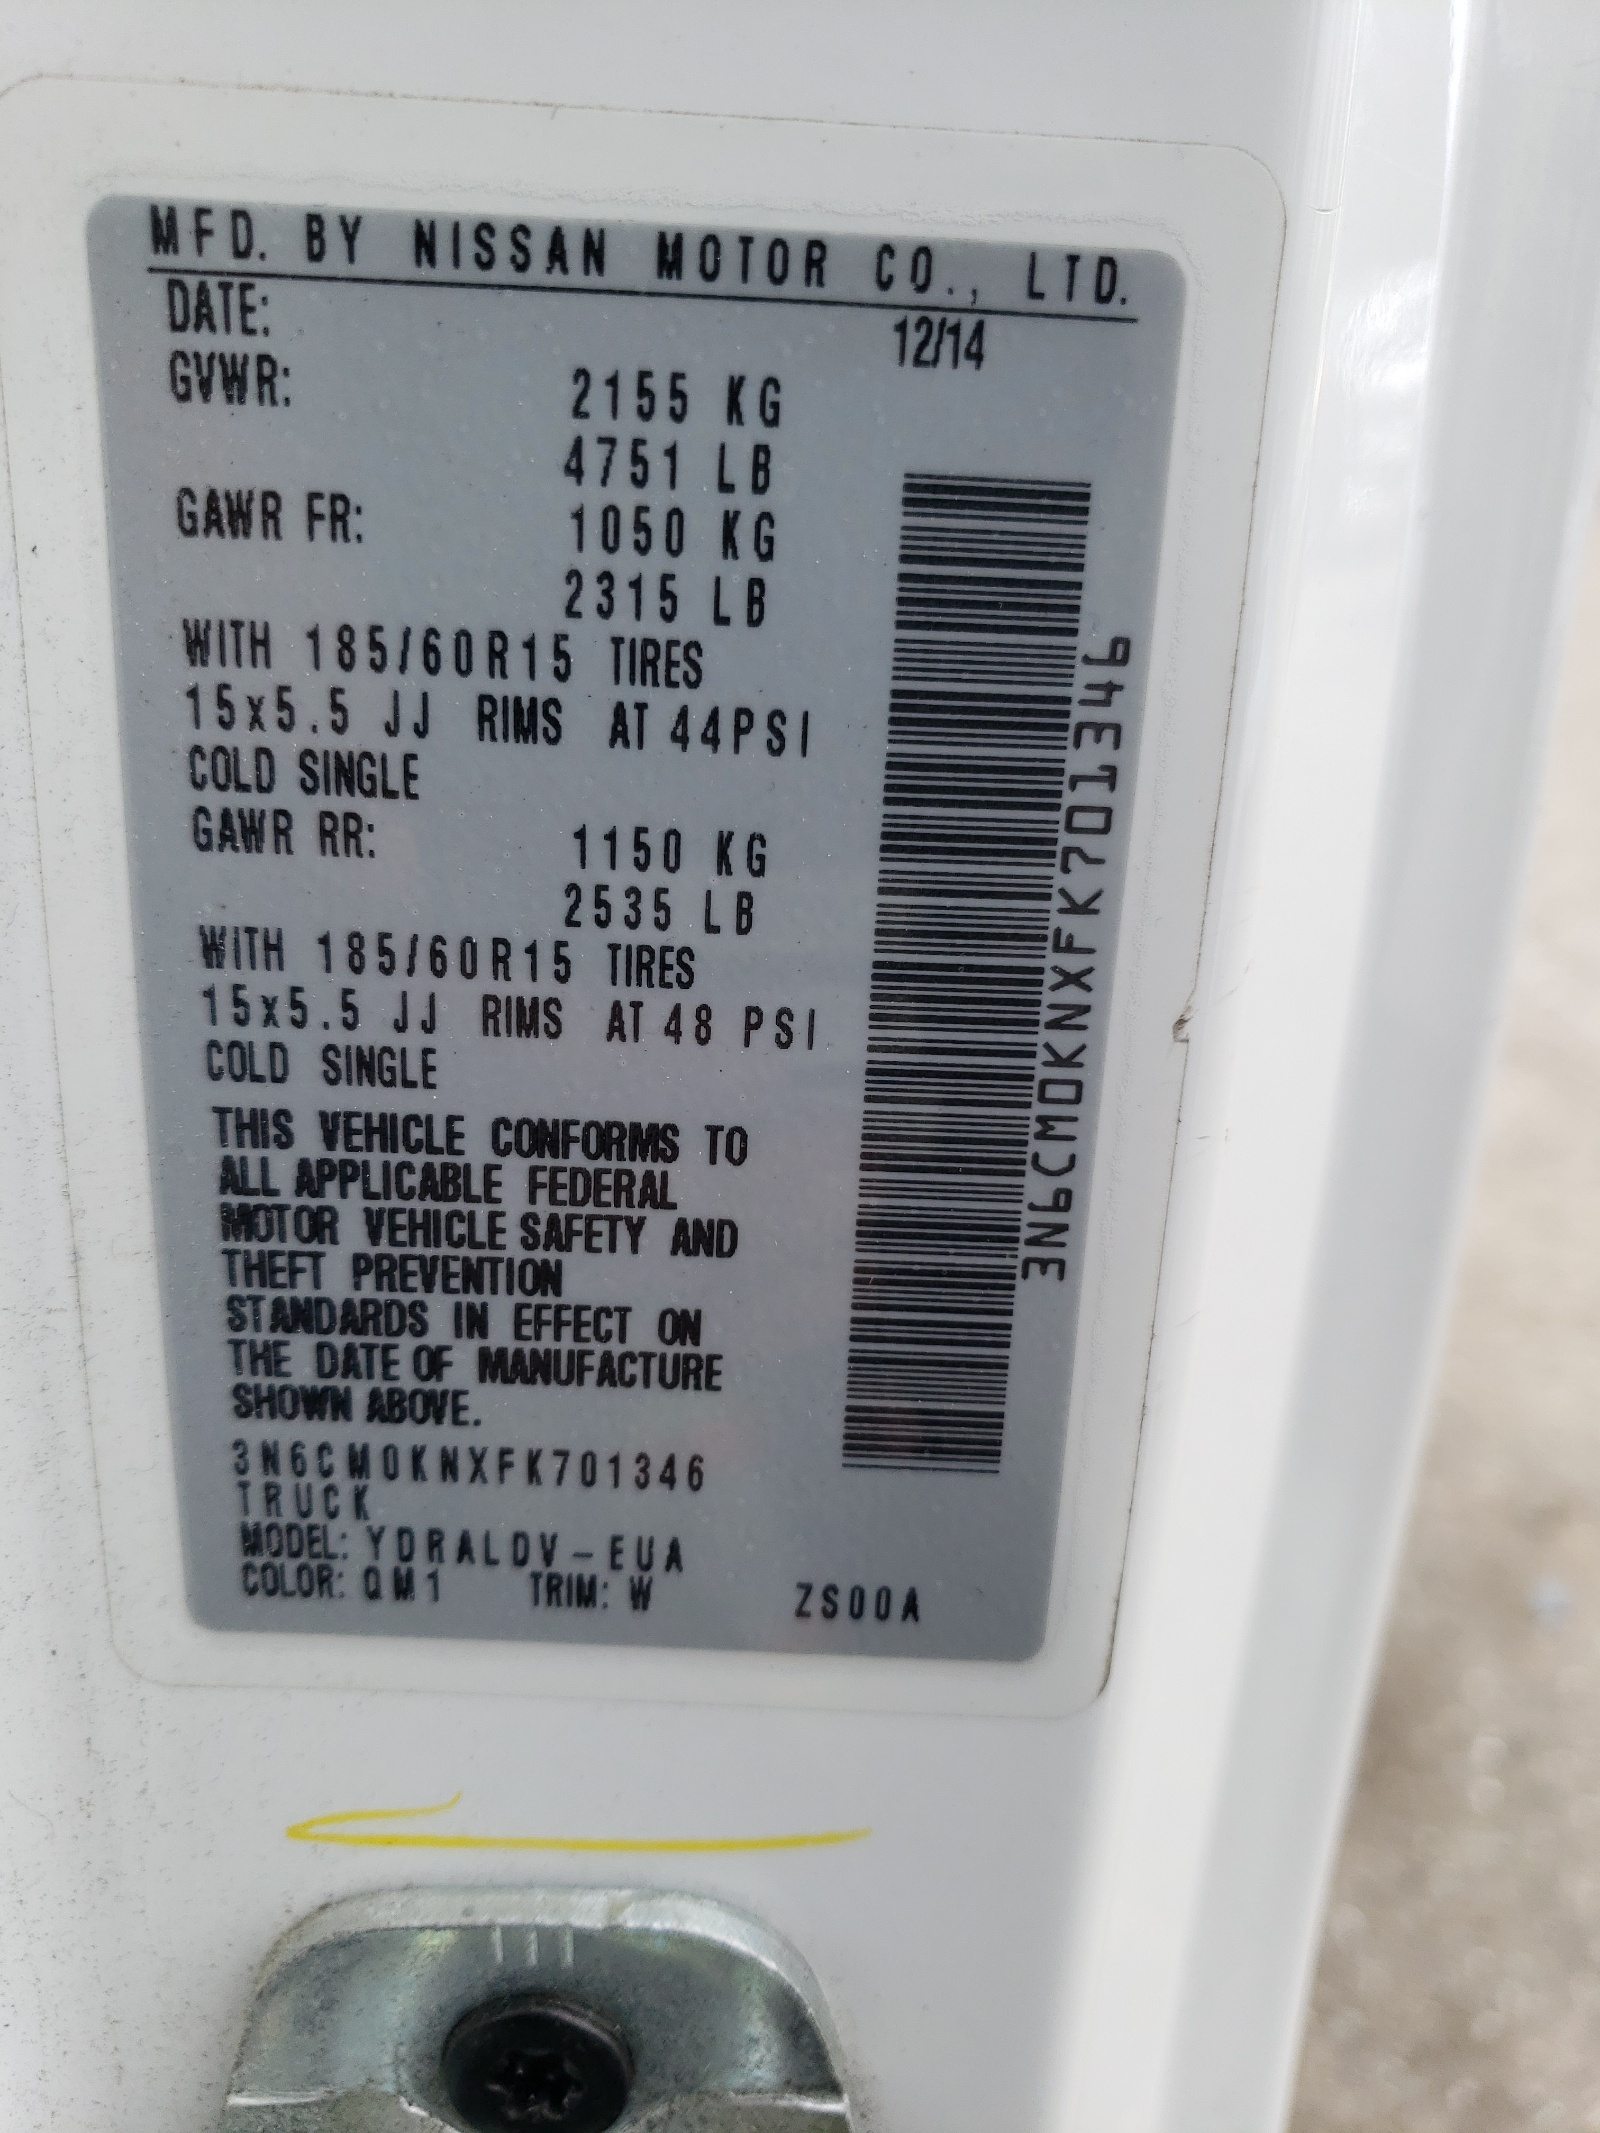 MFD. BY NISSAN MOTOR CO., LTD.
DATE: 12/14
GVWR: 2155 KG
4751 LB
GAWR FR: 1050 KG
2315 LB
WITH 185/60R15 TIRES
15x5.5 JJ RIMS AT 44PSI
COLD SINGLE
GAWR RR: 1150 KG
2535 LB
WITH 185/60R15 TIRES
15x5.5 JJ RIMS AT 48 PSI
COLD SINGLE
THIS VEHICLE CONFORMS TO
ALL APPLICABLE FEDERAL
MOTOR VEHICLE SAFETY AND
THEFT PREVENTION
STANDARDS IN EFFECT ON
THE DATE OF MANUFACTURE
SHOWN ABOVE.
3N6CM0KNXFK701346
TRUCK
MODEL: YDRALDV-EUA
COLOR: QM1 TRIM: W ZS00A
3N6CM0KNXFK701346